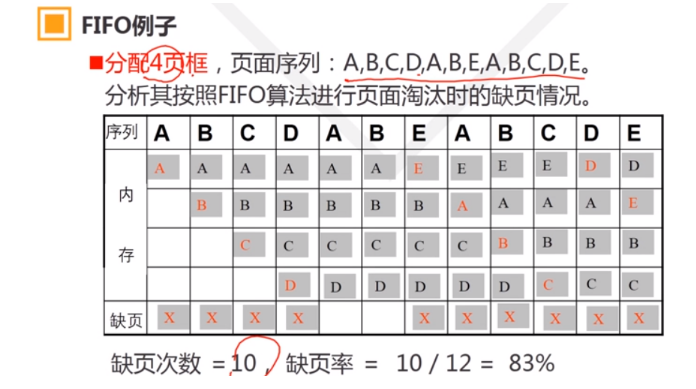 FIFO例子
■分配4页框，页面序列：A,B,C,D,A,B,E,A,B,C,D,E。
分析其按照FIFO算法进行页面淘汰时的缺页情况。
序列 A B C D A B E A B C D E
内
存
A A A A A A E E E E D D
B B B B B B A A A A E
C C C C C C B B B B
D D D D D D C C C
缺页 X X X X X X X X X X
缺页次数 =10，缺页率 = 10 / 12 = 83%